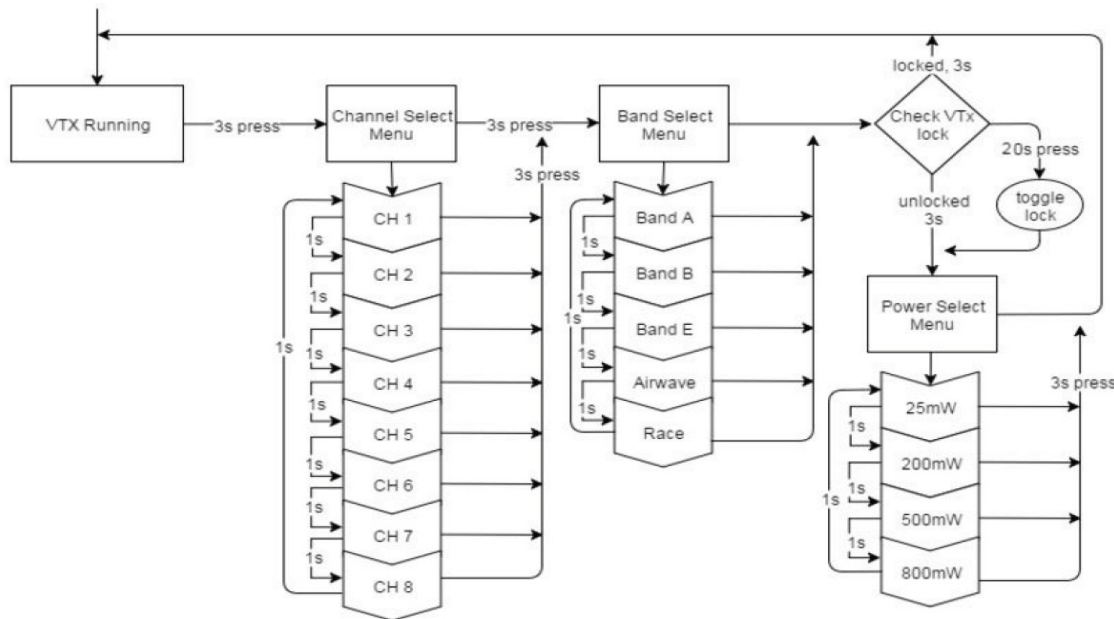 locked, 3s
VTX Running
3s press
Channel Select
Menu
3s press
Band Select
Menu
Check VTx
lock
20s press
toggle
lock
unlocked
3s
3s press
CH 1
1s
CH 2
1s
CH 3
1s
1s
CH 4
1s
CH 5
1s
CH 6
1s
CH 7
1s
CH 8
Band A
1s
Band B
1s
1s
Band E
1s
Airwave
1s
Race
Power Select
Menu
3s press
25mW
1s
200mW
1s
1s
500mW
1s
800mW